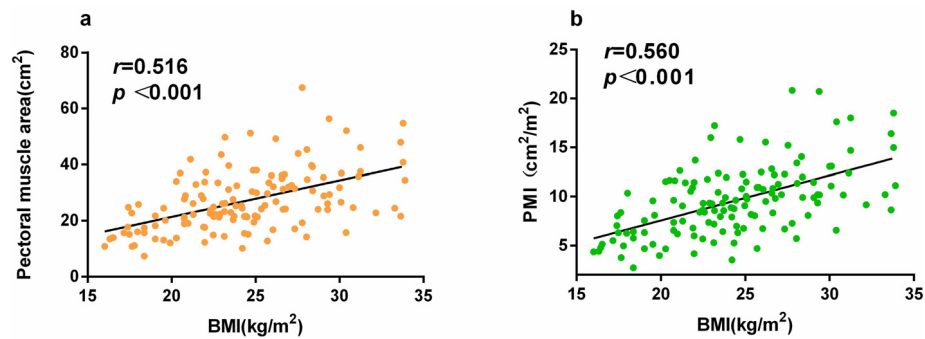 a
r=0.516
p <0.001
Pectoral muscle area(cm²)
80
60
40
20
0
15 20 25 30 35
BMI(kg/m²)
b
r=0.560
p<0.001
PMI (cm²/m²)
25
20
15
10
5
15 20 25 30 35
BMI(kg/m²)